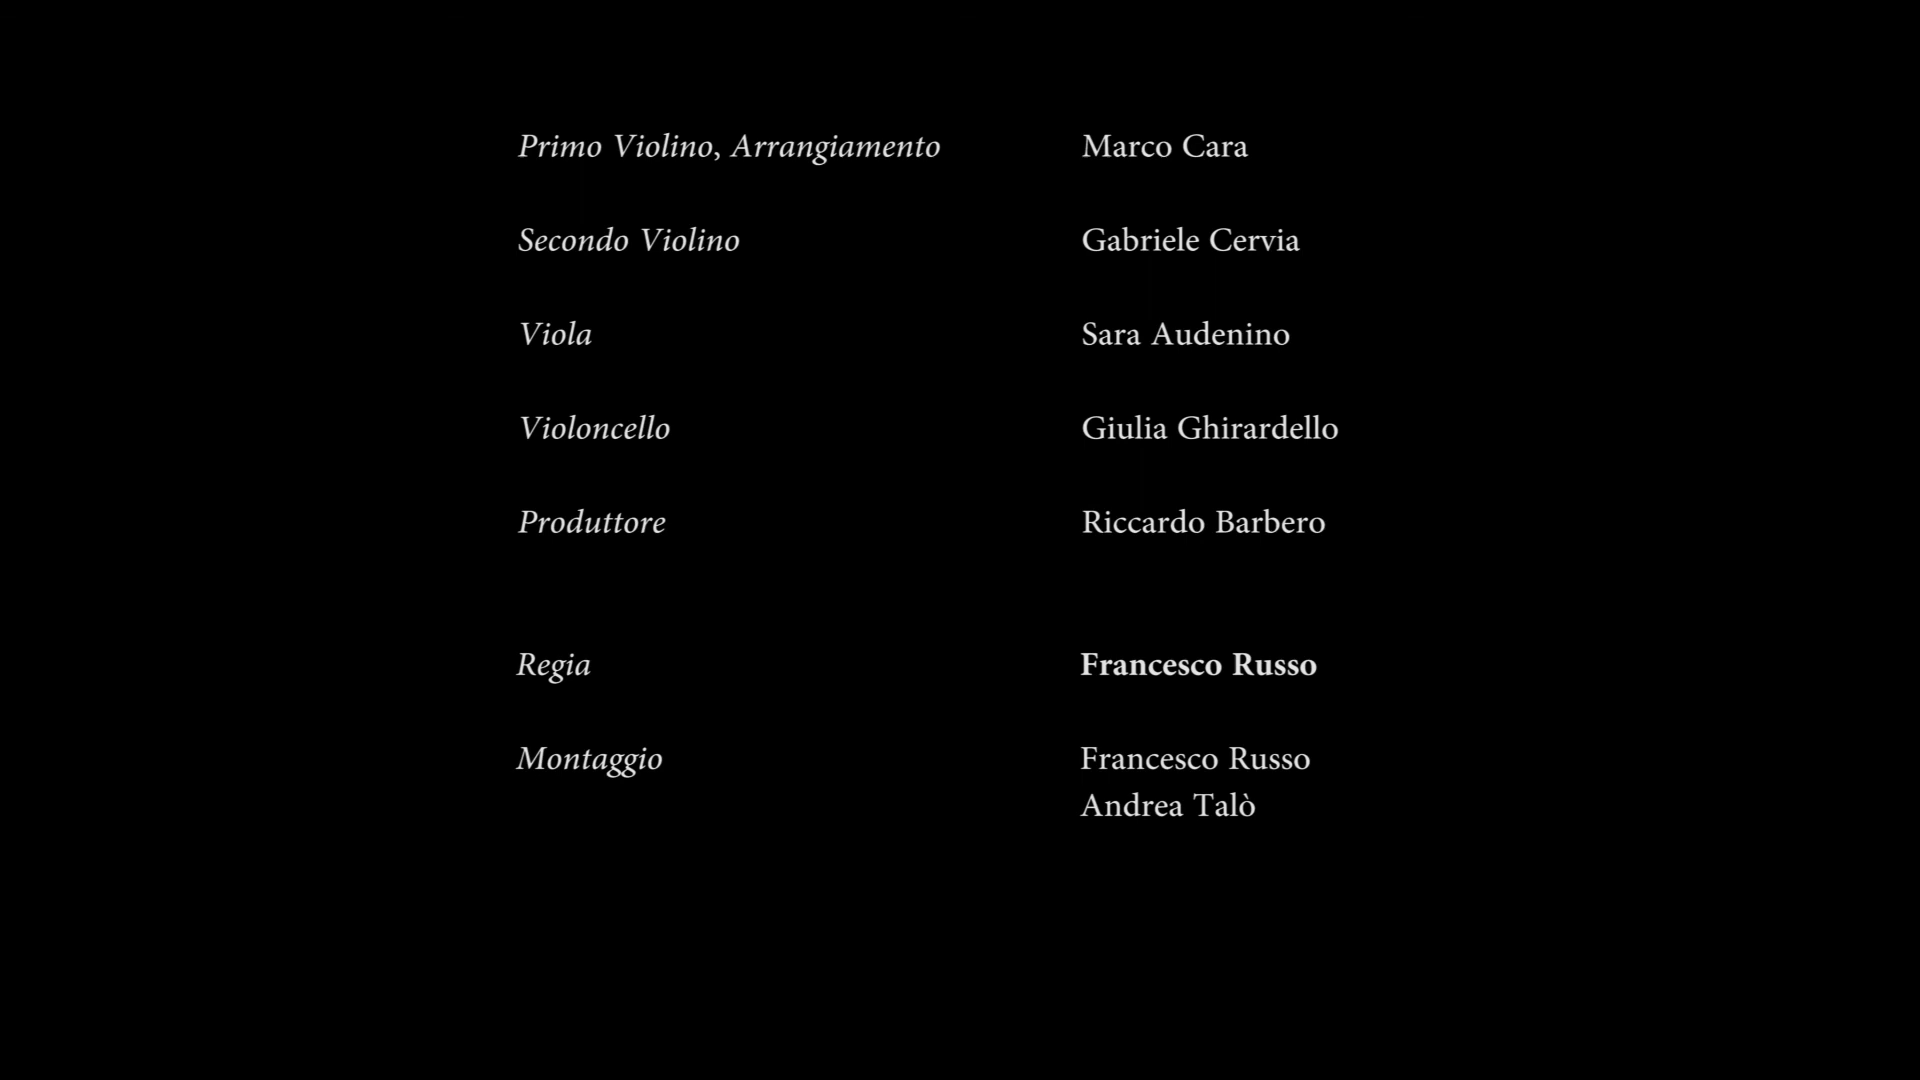 Primo Violino, Arrangiamento Marco Cara
Secondo Violino Gabriele Cervia
Viola Sara Audenino
Violoncello Giulia Ghirardello
Produttore Riccardo Barbero
Regia Francesco Russo
Montaggio Francesco Russo
Andrea Talò